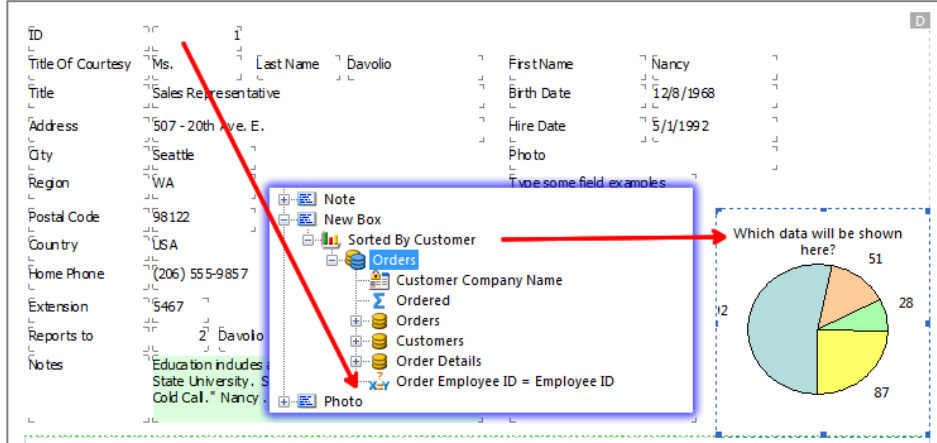 D
ID 1
Title Of Courtesy Ms. Last Name Davolio First Name Nancy
Title Sales Representative Birth Date 12/8/1968
Address 507 - 20th Ave. E. Hire Date 5/1/1992
City Seattle Photo
Region WA Type some field examples
Postal Code 98122
Country USA
Home Phone (206) 555-9857
Extension 5467
Reports to 2 Davolio
Notes Education includes a
State University. S
Cold Call." Nancy
Note
New Box
Sorted By Customer
Orders
Customer Company Name
Ordered
Orders
Customers
Order Details
Order Employee ID = Employee ID
Photo
Which data will be shown
here?
51
28
87